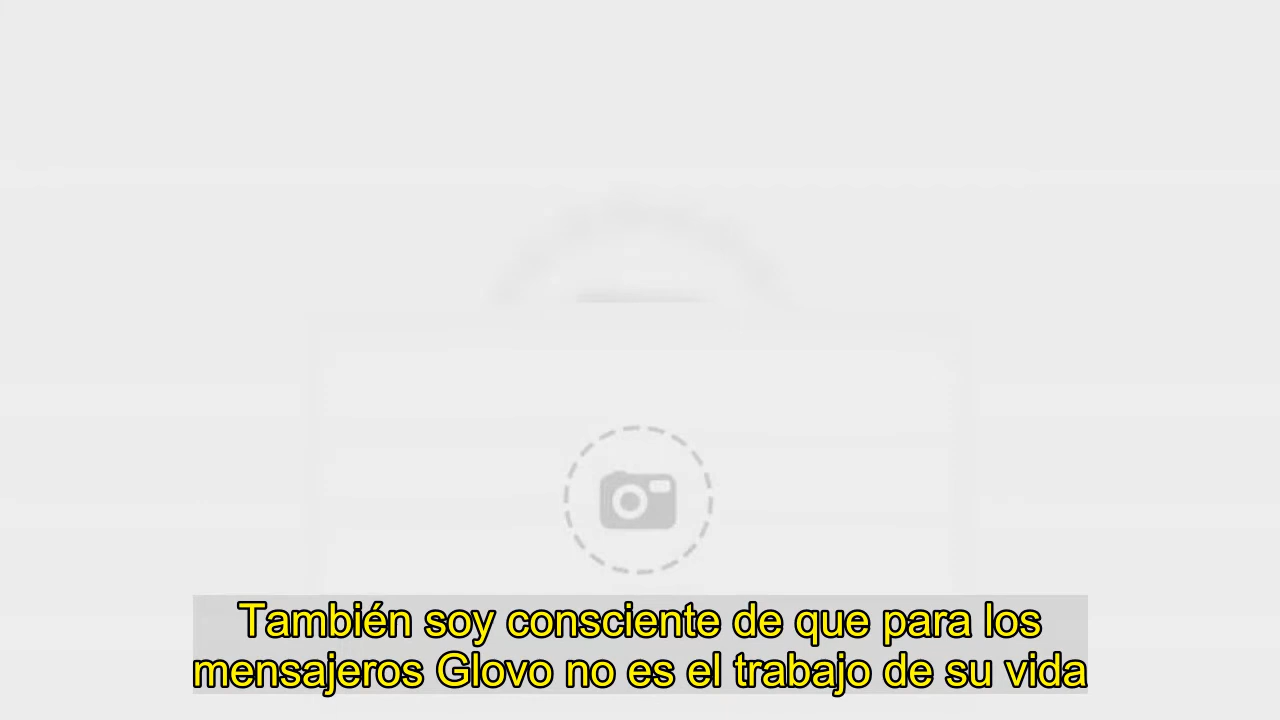 También soy consciente de que para los
mensajeros Glovo no es el trabajo de su vida